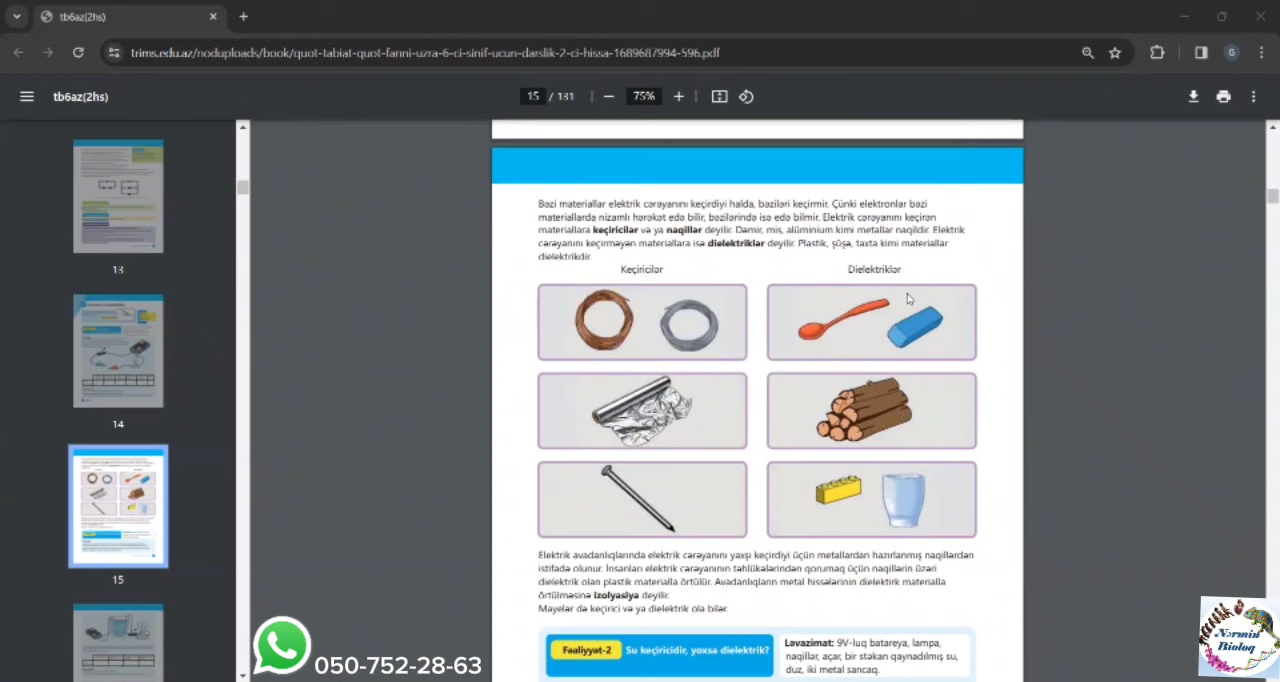 tb6az(2hs)
trims.edu.az/noduploads/book/quot-tabiat-quot-fanni-uzra-6-ci-sinif-ucun-darslik-2-ci-hissa-1689687994-596.pdf
G
tb6az(2hs)
15 / 131
75%
13
14
15
Bəzi materiallar elektrik cərəyanını keçirdiyi halda, bəziləri keçirmir. Çünki elektronlar bəzi
materiallarda nizamlı hərəkət edə bilir, bəzilərində isə edə bilmir. Elektrik cərəyanını keçirən
materiallara keçiricilər və ya naqillər deyilir. Dəmir, mis, alüminium kimi metallar naqildir. Elektrik
cərəyanını keçirməyən materiallara isə dielektriklər deyilir. Plastik, şüşə, taxta kimi materiallar
dielektrikdir.
Keçiricilər
Dielektriklər
Elektrik avadanlıqlarında elektrik cərəyanını yaxşı keçirdiyi üçün metallardan hazırlanmış naqillərdən
istifadə olunur. İnsanları elektrik cərəyanının təhlükələrindən qorumaq üçün naqillərin üzəri
dielektrik olan plastik materialla örtülür. Avadanlıqların metal hissələrinin dielektirk materialla
örtülməsinə izolyasiya deyilir.
Mayelər də keçirici və ya dielektrik ola bilər.
Fəaliyyət-2
Su keçiricidir, yoxsa dielektrik?
Ləvazimat: 9V-luq batareya, lampa,
naqillər, açar, bir stəkan qaynadılmış su,
duz, iki metal sancaq.
050-752-28-63
Nərmin
Bioloq